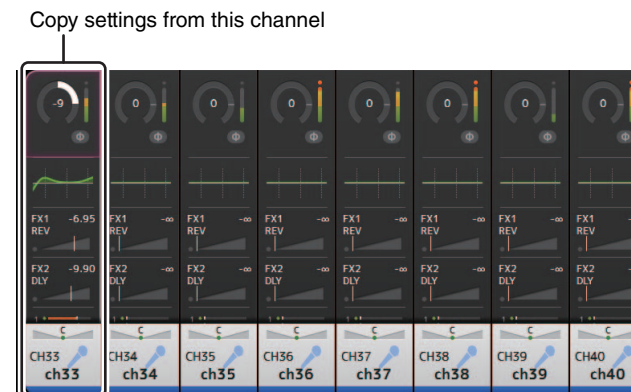 Copy settings from this channel
-9 0 0 0 0 0 0 0
Φ Φ Φ Φ Φ Φ Φ
FX1 -6.95 FX1 -∞ FX1 -∞ FX1 -∞ FX1 -∞ FX1 -∞ FX1 -∞ FX1
REV REV REV REV REV REV REV REV
FX2 -9.90 FX2 -∞ FX2 -∞ FX2 -∞ FX2 -∞ FX2 -∞ FX2 -∞ FX2
DLY DLY DLY DLY DLY DLY DLY DLY
C C C C C C C C
CH33 CH34 CH35 CH36 CH37 CH38 CH39 CH40
ch33 ch34 ch35 ch36 ch37 ch38 ch39 ch40